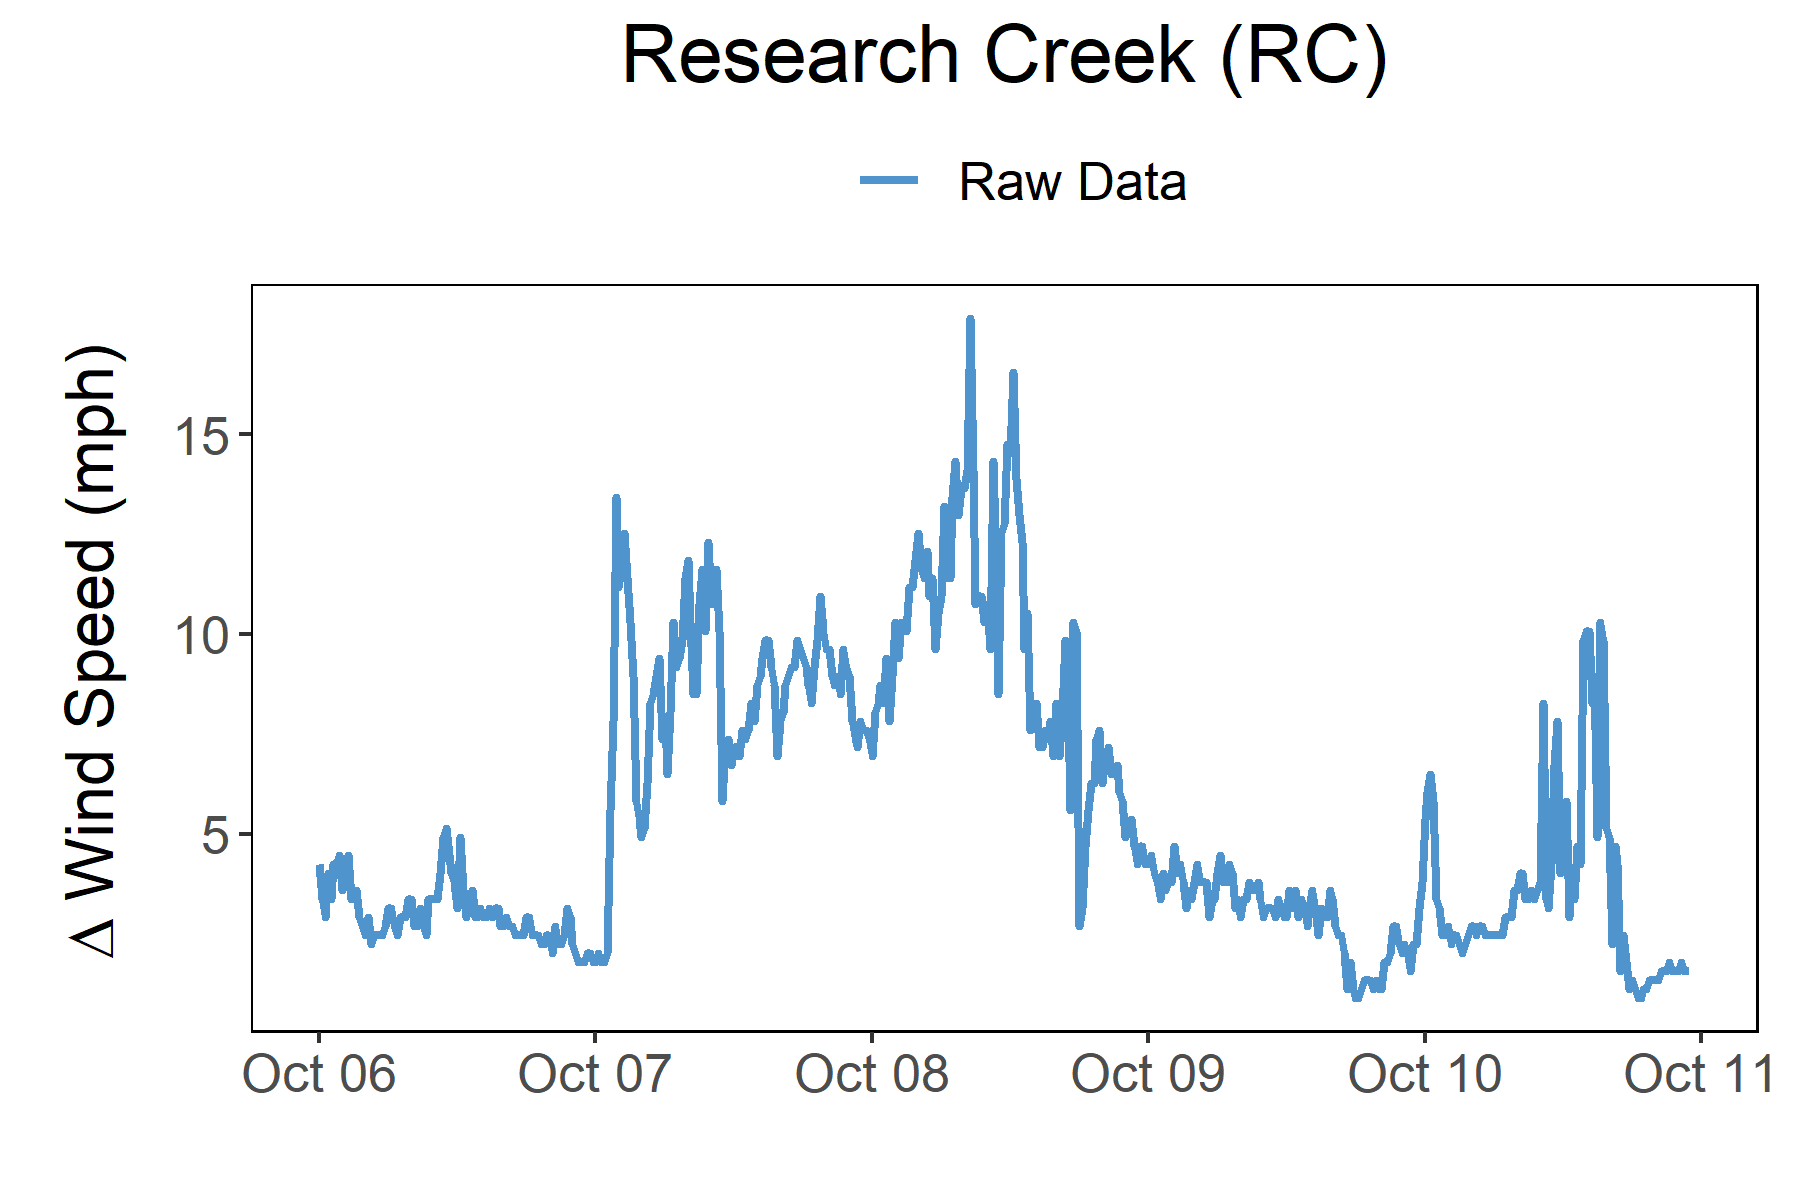 Research Creek (RC)
Raw Data
Δ Wind Speed (mph)
15
10
5
Oct 06
Oct 07
Oct 08
Oct 09
Oct 10
Oct 11